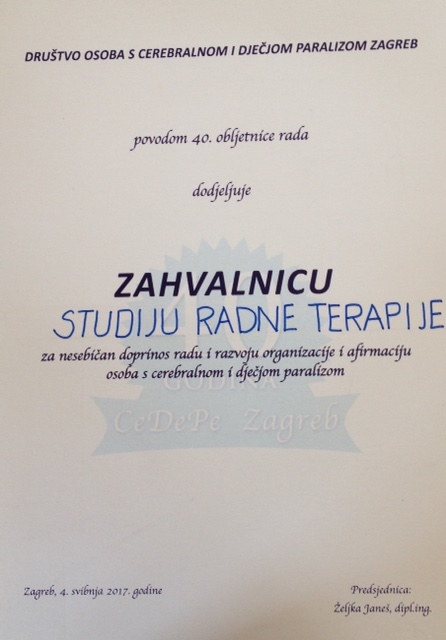 DRUŠTVO OSOBA S CEREBRALNOM I DJEČJOM PARALIZOM ZAGREB
povodom 40. obljetnice rada
dodjeljuje
40
ZAHVALNICU
STUDIJU RADNE TERAPIJE
za nesebičan doprinos radu i razvoju organizacije i afirmaciju
osoba s cerebralnom i dječjom paralizom
GODINA
CeDePe Zagreb
Zagreb, 4. svibnja 2017. godine
Predsjednica:
Željka Janeš, dipl.ing.